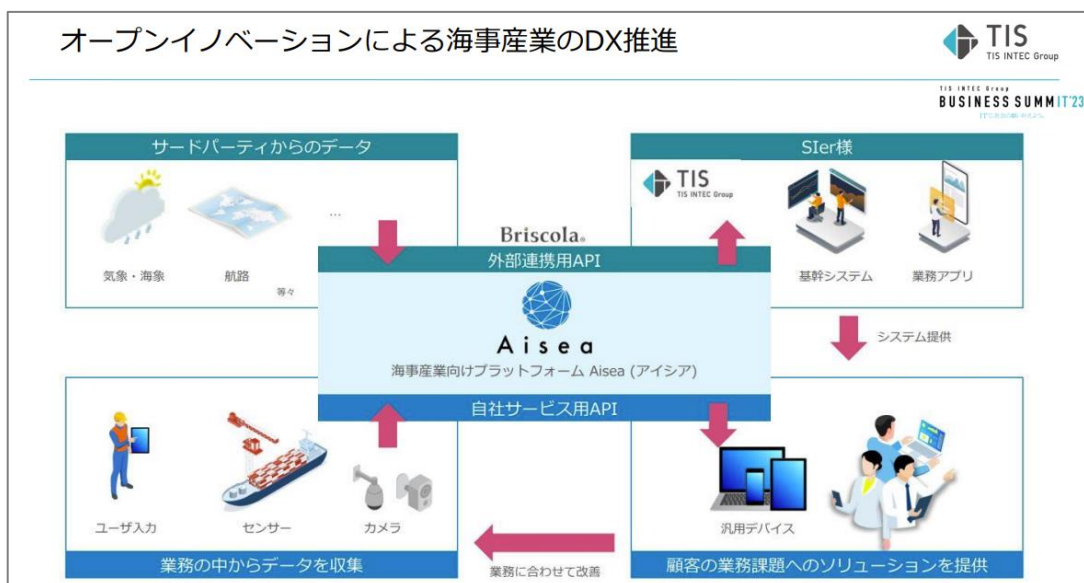 オープンイノベーションによる海事産業のDX推進
TIS
TIS INTEC Group
TIS INTEC Group
BUSINESS SUMMIT'23
サードパーティからのデータ
気象・海象
航路
…
等々
SIer様
TIS
TIS INTEC Group
基幹システム
業務アプリ
Briscola®
外部連携用API
Aisea
海事産業向けプラットフォーム Aisea (アイシア)
自社サービス用API
システム提供
ユーザ入力
センサー
カメラ
業務の中からデータを収集
業務に合わせて改善
汎用デバイス
顧客の業務課題へのソリューションを提供